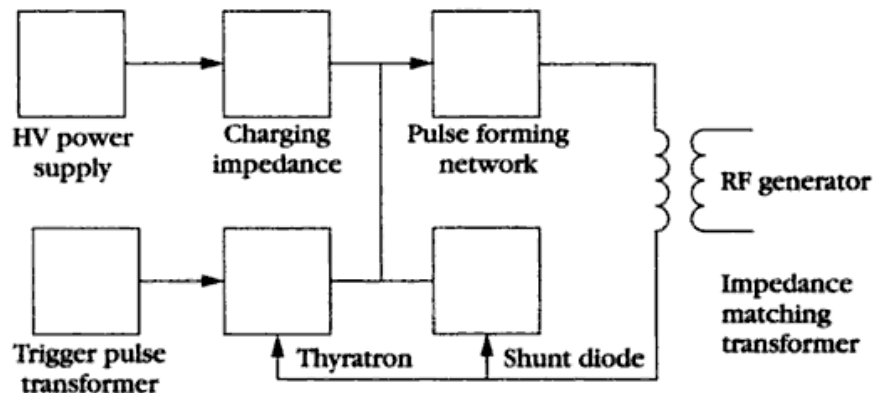 HV power
supply
Charging
impedance
Pulse forming
network
RF generator
Impedance
matching
transformer
Trigger pulse
transformer
Thyratron
Shunt diode